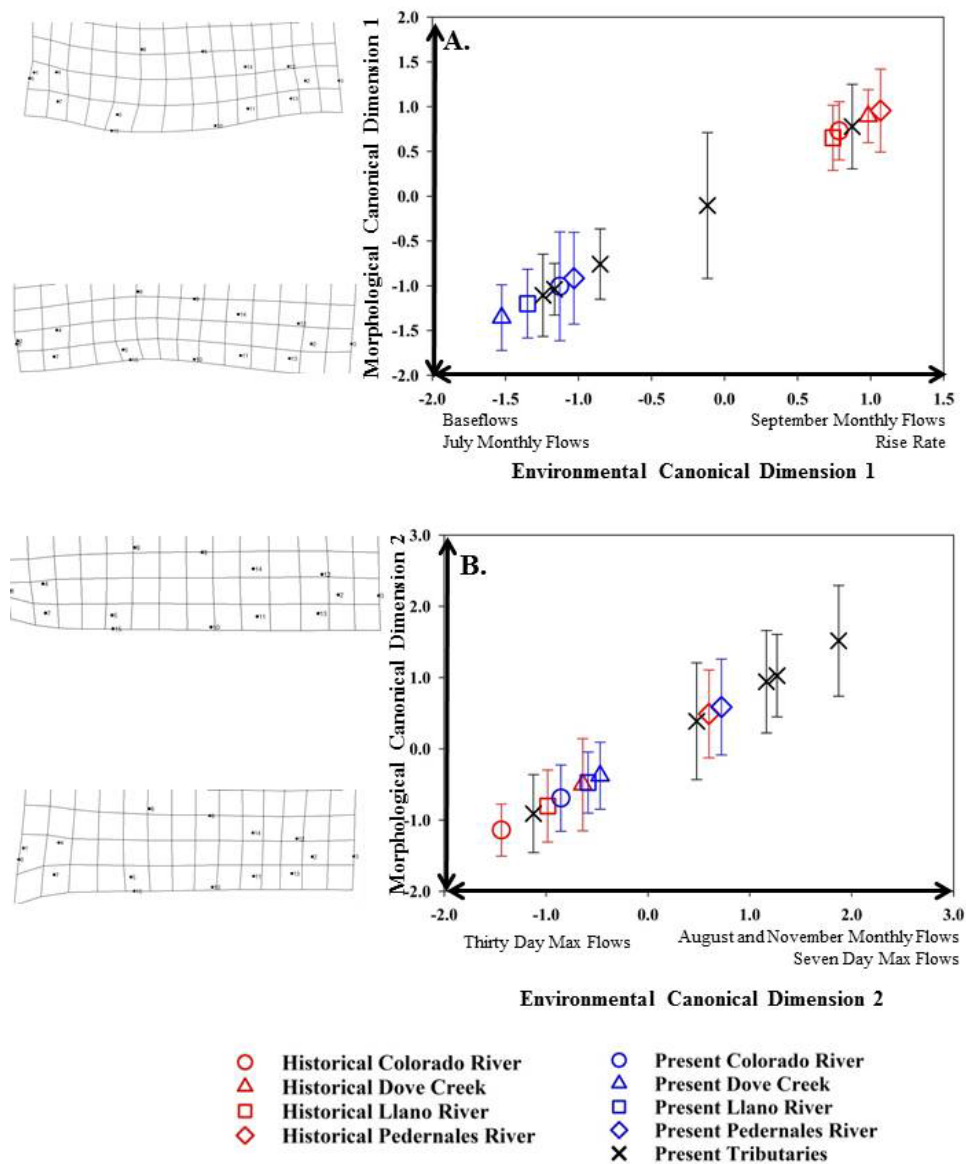 A.
Morphological Canonical Dimension 1
2.0
1.5
1.0
0.5
0.0
-0.5
-1.0
-1.5
-2.0
-2.0 -1.5 -1.0 -0.5 0.0 0.5 1.0 1.5
Baseflows
July Monthly Flows
September Monthly Flows
Rise Rate
Environmental Canonical Dimension 1
B.
Morphological Canonical Dimension 2
3.0
2.0
1.0
0.0
-1.0
-2.0
-2.0 -1.0 0.0 1.0 2.0 3.0
Thirty Day Max Flows
August and November Monthly Flows
Seven Day Max Flows
Environmental Canonical Dimension 2
Historical Colorado River
Historical Dove Creek
Historical Llano River
Historical Pedernales River
Present Colorado River
Present Dove Creek
Present Llano River
Present Pedernales River
Present Tributaries